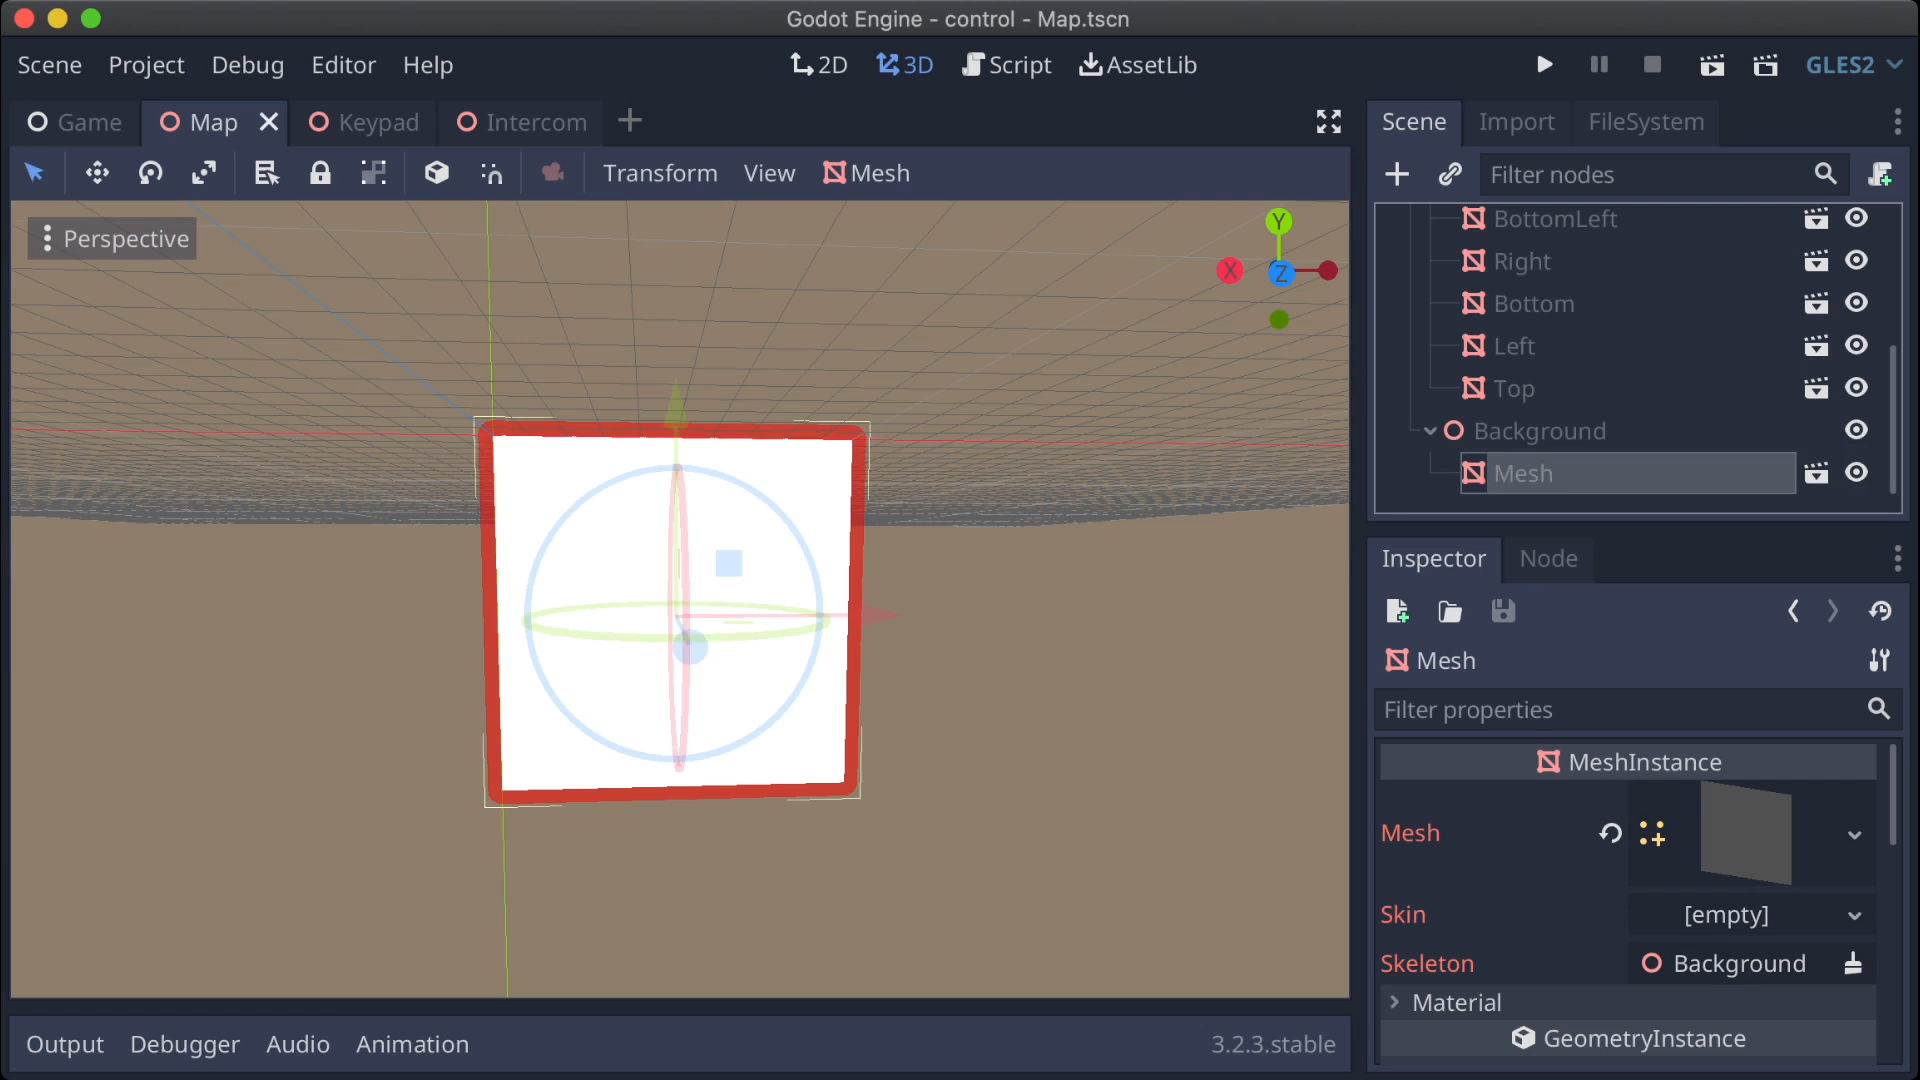 Godot Engine - control - Map.tscn
Scene Project Debug Editor Help 2D 3D Script AssetLib GLES2
Game Map Keypad Intercom
Transform View Mesh
Perspective
Y
X Z
Output Debugger Audio Animation 3.2.3.stable
Scene Import FileSystem
Filter nodes
BottomLeft
Right
Bottom
Left
Top
Background
Mesh
Inspector Node
Mesh
Filter properties
MeshInstance
Mesh
Skin [empty]
Skeleton Background
Material
GeometryInstance